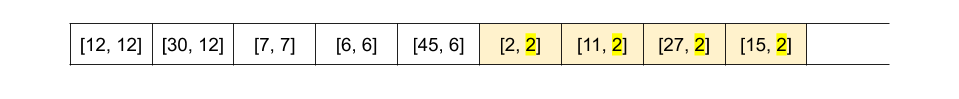 [12, 12] [30, 12] [7, 7] [6, 6] [45, 6] [2, 2] [11, 2] [27, 2] [15, 2]